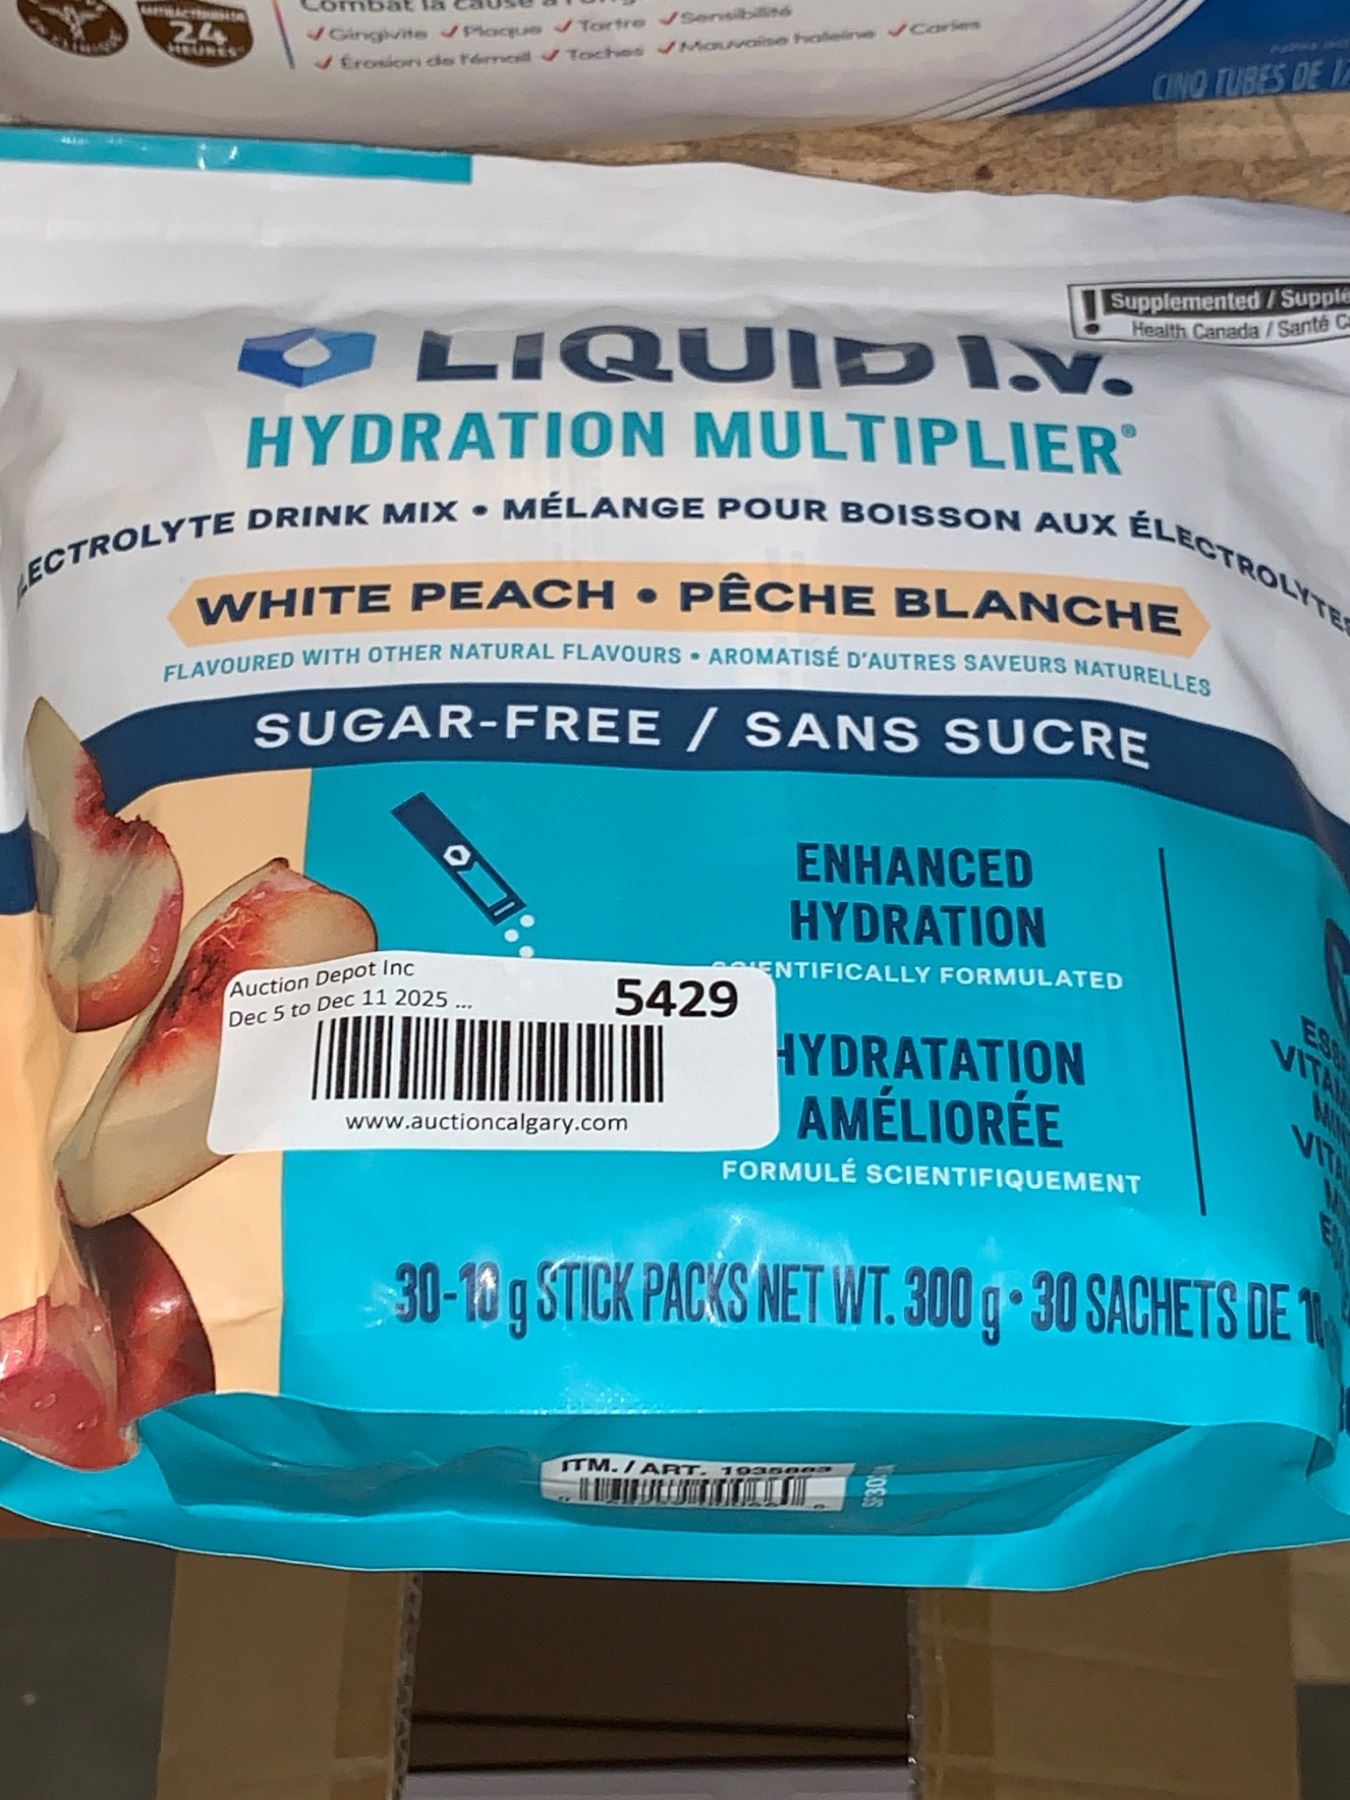 Combat la cause
24
HEURES
✓ Gingivite ✓ Plaque ✓ Tartre ✓ Sensibilité
✓ Érosion de l'émail ✓ Taches ✓ Mauvaise haleine ✓ Caries
CINQ TUBES DE
Supplemented / Supplé
Health Canada / Santé C
LIQUID I.V.
HYDRATION MULTIPLIER®
LECTROLYTE DRINK MIX • MÉLANGE POUR BOISSON AUX ÉLECTROLYTES
WHITE PEACH • PÊCHE BLANCHE
FLAVOURED WITH OTHER NATURAL FLAVOURS • AROMATISÉ D'AUTRES SAVEURS NATURELLES
SUGAR-FREE / SANS SUCRE
ENHANCED
HYDRATION
SCIENTIFICALLY FORMULATED
HYDRATATION
AMÉLIORÉE
FORMULÉ SCIENTIFIQUEMENT
Auction Depot Inc
Dec 5 to Dec 11 2025 ...
5429
www.auctioncalgary.com
30-10 g STICK PACKS NET WT. 300 g • 30 SACHETS DE 10
ITM. / ART.